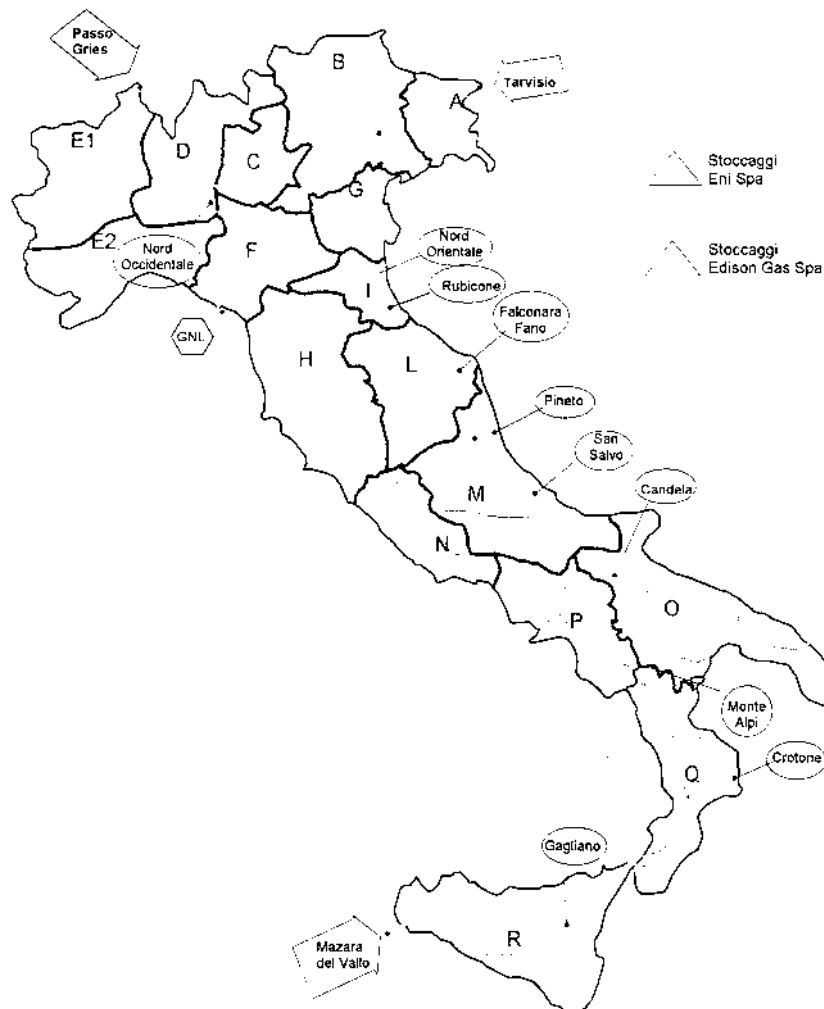 Passo
Gries
B
Tarvisio
A
E1
D
C
Stoccaggi
Eni Spa
G
E2
Nord
Occidentale
F
Nord
Orientale
Stoccaggi
Edison Gas Spa
I
Rubicone
GNL
Falconara
Fano
H
L
Pineto
San
Salvo
M
Candela
N
O
P
Monte
Alpi
Q
Crotone
Gagliano
R
Mazara
del Vallo